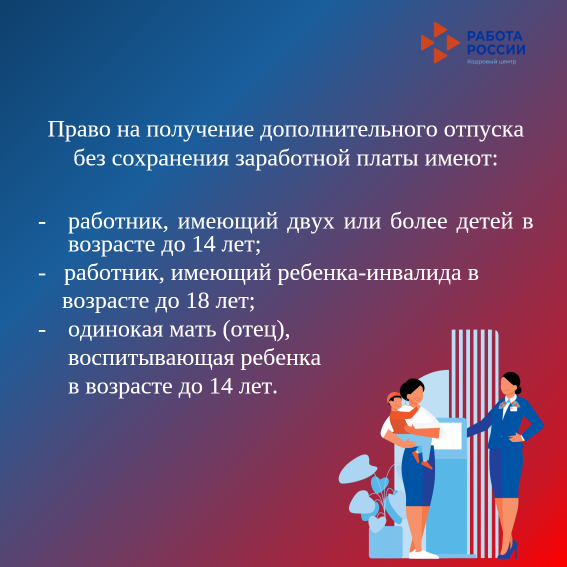 РАБОТА
РОССИИ
Кадровый центр
Право на получение дополнительного отпуска
без сохранения заработной платы имеют:
- работник, имеющий двух или более детей в
возрасте до 14 лет;
- работник, имеющий ребенка-инвалида в
возрасте до 18 лет;
- одинокая мать (отец),
воспитывающая ребенка
в возрасте до 14 лет.